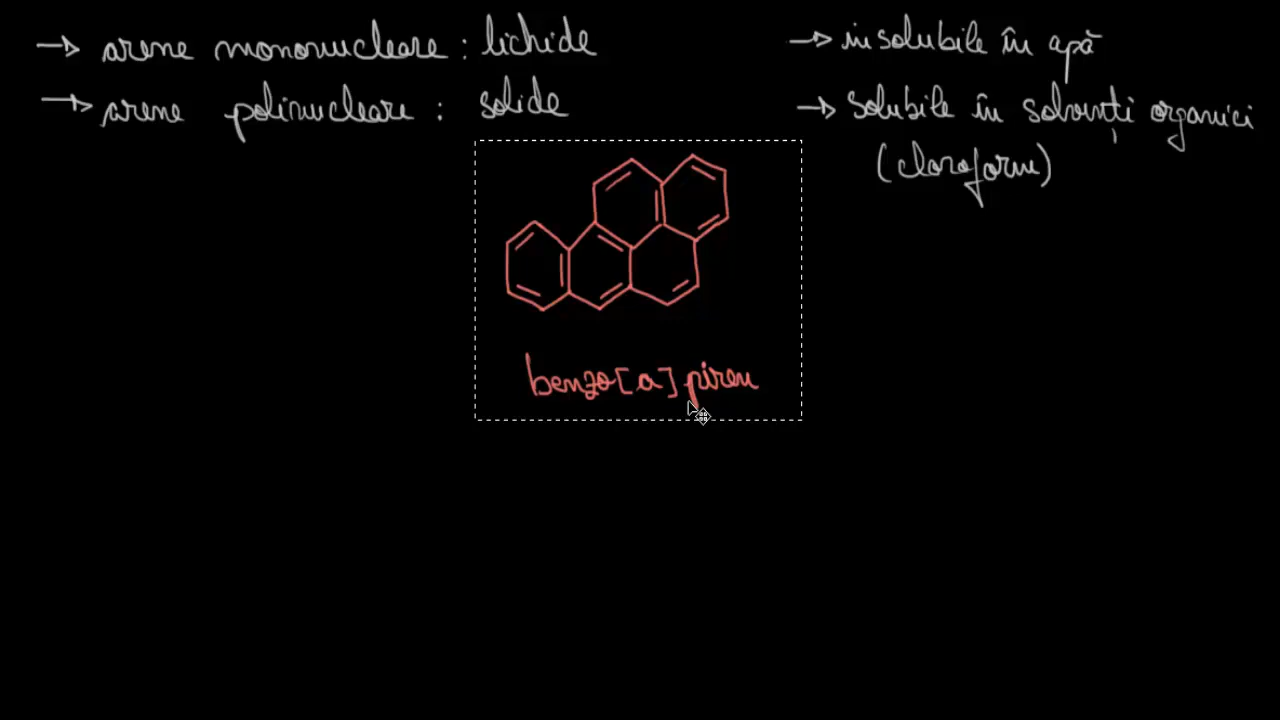 → arene mononucleare : lichide
→ arene polinucleare : solide
→ insolubile în apă
→ solubile în solvenți organici
(cloroform)
benzo[a]piren